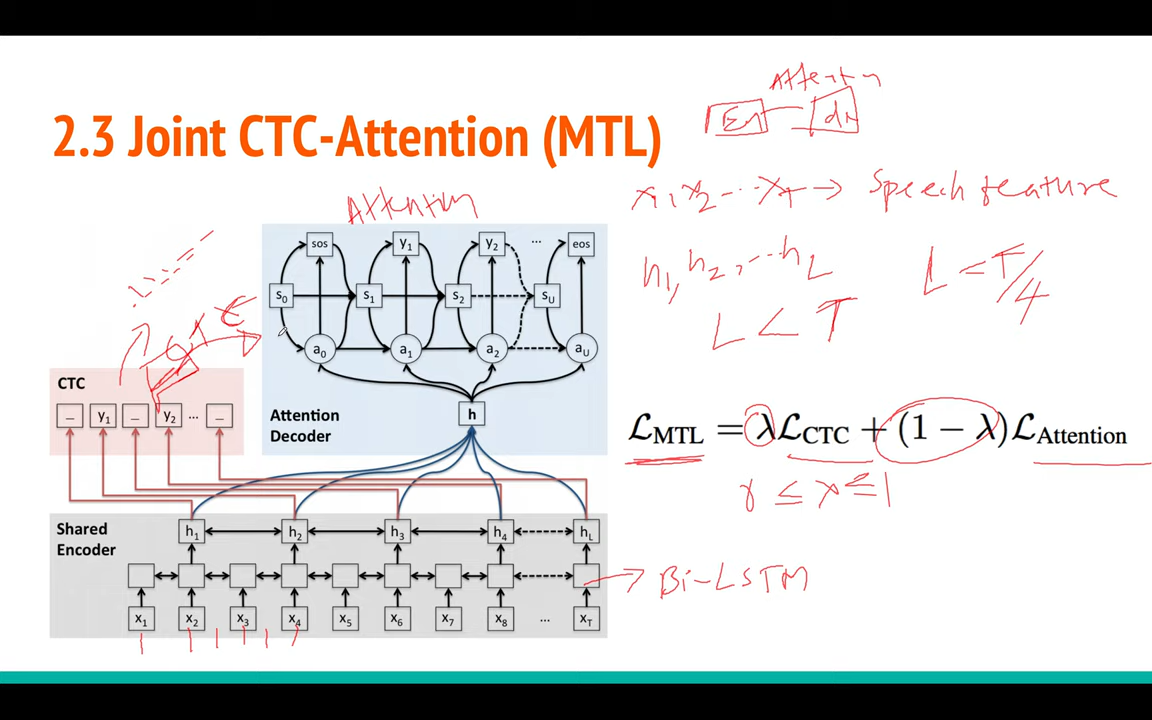 Attention
En dn
2.3 Joint CTC-Attention (MTL)
x1, x2 --- xT → Speech feature
Attention
sos y1 y2 ... eos
h1, h2, ... hL L = T/4
s0 s1 s2 sU
L < T
a0 a1 a2 aU
CTC
_ y1 _ y2 ... _
Attention
Decoder
h
ℒMTL = λℒCTC + (1 − λ)ℒAttention
≤ λ ≤ 1
Shared
Encoder
h1 h2 h3 h4 hL
→ Bi-LSTM
x1 x2 x3 x4 x5 x6 x7 x8 ... xT